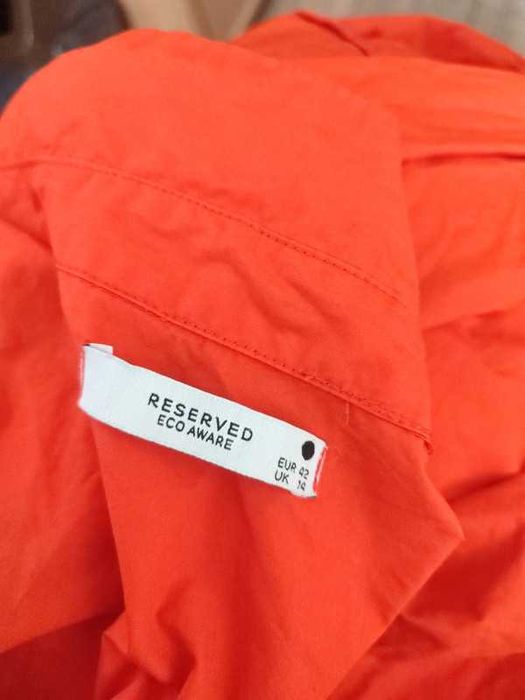 RESERVED
ECO AWARE
EUR 42
UK 14